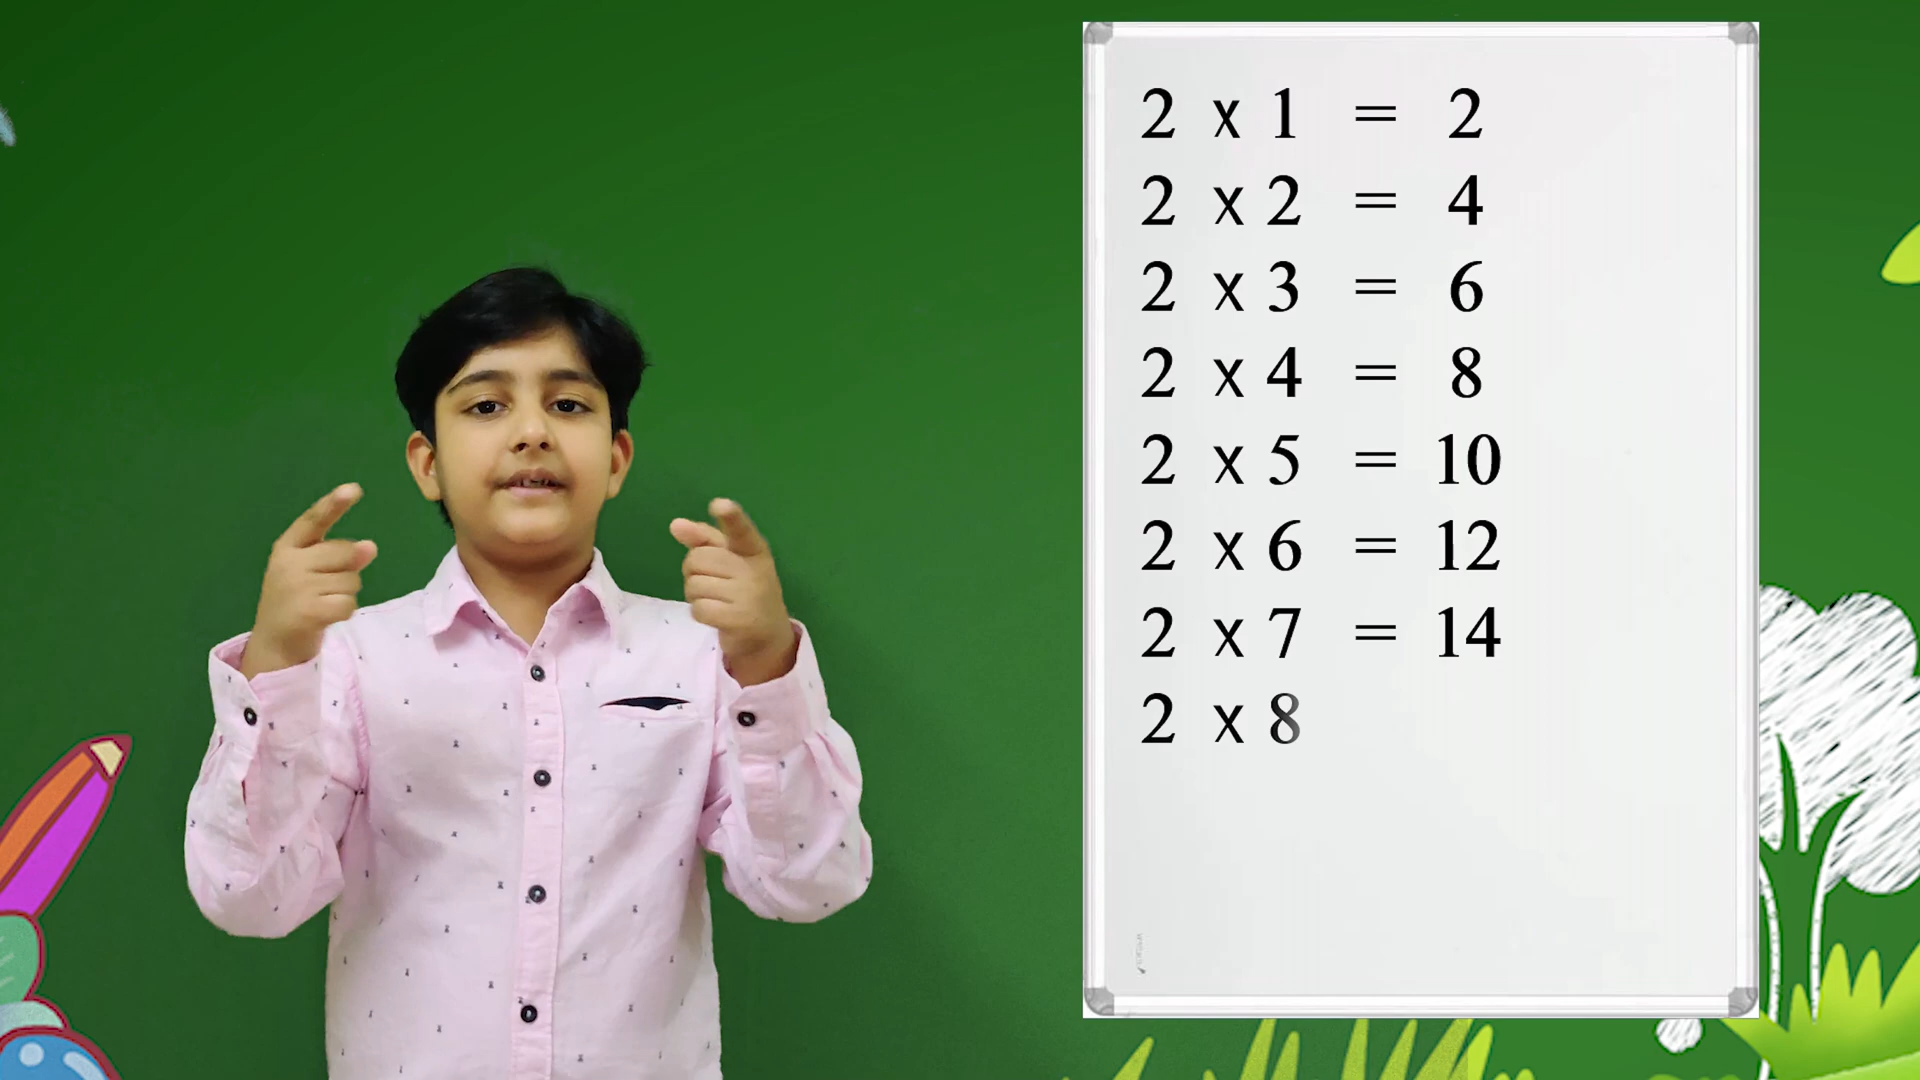 2 x 1 = 2
2 x 2 = 4
2 x 3 = 6
2 x 4 = 8
2 x 5 = 10
2 x 6 = 12
2 x 7 = 14
2 x 8